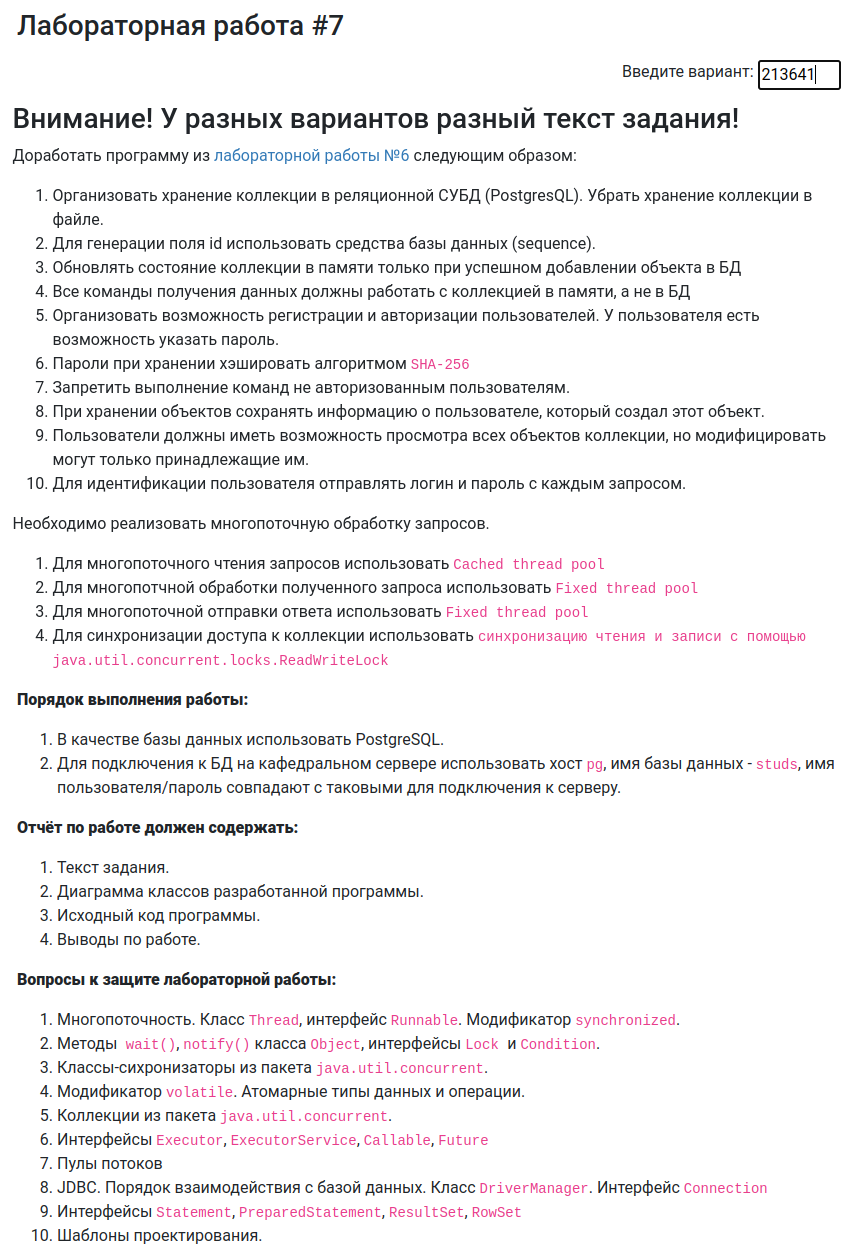 Лабораторная работа #7
Введите вариант: 213641
Внимание! У разных вариантов разный текст задания!
Доработать программу из лабораторной работы №6 следующим образом:
1. Организовать хранение коллекции в реляционной СУБД (PostgresQL). Убрать хранение коллекции в
файле.
2. Для генерации поля id использовать средства базы данных (sequence).
3. Обновлять состояние коллекции в памяти только при успешном добавлении объекта в БД
4. Все команды получения данных должны работать с коллекцией в памяти, а не в БД
5. Организовать возможность регистрации и авторизации пользователей. У пользователя есть
возможность указать пароль.
6. Пароли при хранении хэшировать алгоритмом SHA-256
7. Запретить выполнение команд не авторизованным пользователям.
8. При хранении объектов сохранять информацию о пользователе, который создал этот объект.
9. Пользователи должны иметь возможность просмотра всех объектов коллекции, но модифицировать
могут только принадлежащие им.
10. Для идентификации пользователя отправлять логин и пароль с каждым запросом.
Необходимо реализовать многопоточную обработку запросов.
1. Для многопоточного чтения запросов использовать Cached thread pool
2. Для многопотчной обработки полученного запроса использовать Fixed thread pool
3. Для многопоточной отправки ответа использовать Fixed thread pool
4. Для синхронизации доступа к коллекции использовать синхронизацию чтения и записи с помощью
java.util.concurrent.locks.ReadWriteLock
Порядок выполнения работы:
1. В качестве базы данных использовать PostgreSQL.
2. Для подключения к БД на кафедральном сервере использовать хост pg, имя базы данных - studs, имя
пользователя/пароль совпадают с таковыми для подключения к серверу.
Отчёт по работе должен содержать:
1. Текст задания.
2. Диаграмма классов разработанной программы.
3. Исходный код программы.
4. Выводы по работе.
Вопросы к защите лабораторной работы:
1. Многопоточность. Класс Thread, интерфейс Runnable. Модификатор synchronized.
2. Методы wait(), notify() класса Object, интерфейсы Lock и Condition.
3. Классы-сихронизаторы из пакета java.util.concurrent.
4. Модификатор volatile. Атомарные типы данных и операции.
5. Коллекции из пакета java.util.concurrent.
6. Интерфейсы Executor, ExecutorService, Callable, Future
7. Пулы потоков
8. JDBC. Порядок взаимодействия с базой данных. Класс DriverManager. Интерфейс Connection
9. Интерфейсы Statement, PreparedStatement, ResultSet, RowSet
10. Шаблоны проектирования.